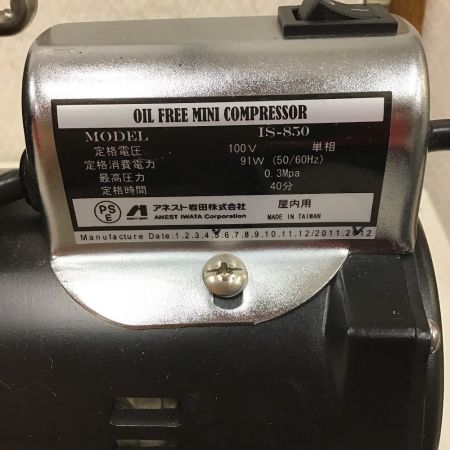 OIL FREE MINI COMPRESSOR
MODEL IS-850
定格電圧 100V 単相
定格消費電力 91W (50/60Hz)
最高圧力 0.3Mpa
定格時間 40分
PS E アネスト岩田株式会社 屋内用
ANEST IWATA Corporation MADE IN TAIWAN
Manufacture Date.1.2.3.4.5.6.7.8.9.10.11.12/2011.2012